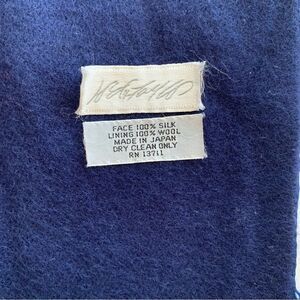 FACE 100% SILK
LINING 100% WOOL
MADE IN JAPAN
DRY CLEAN ONLY
RN 13711